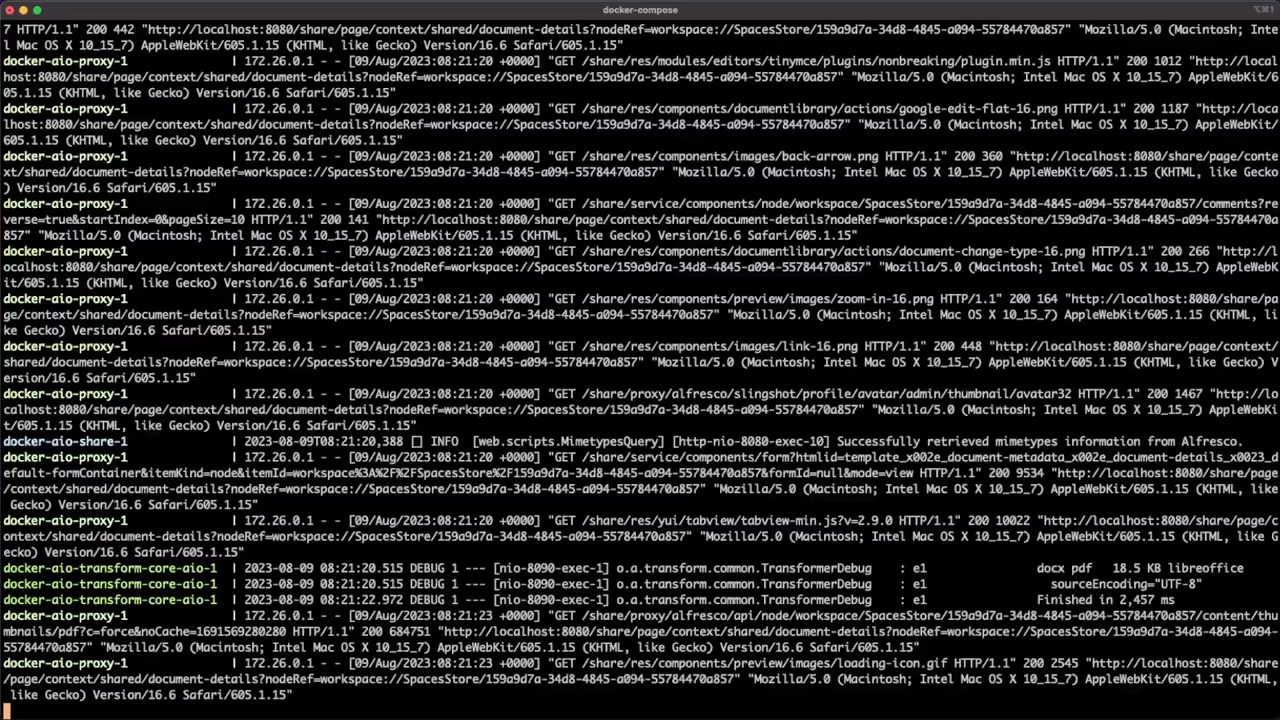 docker-compose
⌥⌘1
7 HTTP/1.1" 200 442 "http://localhost:8080/share/page/context/shared/document-details?nodeRef=workspace://SpacesStore/159a9d7a-34d8-4845-a094-55784470a857" "Mozilla/5.0 (Macintosh; Inte
l Mac OS X 10_15_7) AppleWebKit/605.1.15 (KHTML, like Gecko) Version/16.6 Safari/605.1.15"
docker-aio-proxy-1 | 172.26.0.1 - - [09/Aug/2023:08:21:20 +0000] "GET /share/res/modules/editors/tinymce/plugins/nonbreaking/plugin.min.js HTTP/1.1" 200 1012 "http://local
host:8080/share/page/context/shared/document-details?nodeRef=workspace://SpacesStore/159a9d7a-34d8-4845-a094-55784470a857" "Mozilla/5.0 (Macintosh; Intel Mac OS X 10_15_7) AppleWebKit/6
05.1.15 (KHTML, like Gecko) Version/16.6 Safari/605.1.15"
docker-aio-proxy-1 | 172.26.0.1 - - [09/Aug/2023:08:21:20 +0000] "GET /share/res/components/documentlibrary/actions/google-edit-flat-16.png HTTP/1.1" 200 1187 "http://loca
lhost:8080/share/page/context/shared/document-details?nodeRef=workspace://SpacesStore/159a9d7a-34d8-4845-a094-55784470a857" "Mozilla/5.0 (Macintosh; Intel Mac OS X 10_15_7) AppleWebKit/
605.1.15 (KHTML, like Gecko) Version/16.6 Safari/605.1.15"
docker-aio-proxy-1 | 172.26.0.1 - - [09/Aug/2023:08:21:20 +0000] "GET /share/res/components/images/back-arrow.png HTTP/1.1" 200 360 "http://localhost:8080/share/page/conte
xt/shared/document-details?nodeRef=workspace://SpacesStore/159a9d7a-34d8-4845-a094-55784470a857" "Mozilla/5.0 (Macintosh; Intel Mac OS X 10_15_7) AppleWebKit/605.1.15 (KHTML, like Gecko
) Version/16.6 Safari/605.1.15"
docker-aio-proxy-1 | 172.26.0.1 - - [09/Aug/2023:08:21:20 +0000] "GET /share/service/components/node/workspace/SpacesStore/159a9d7a-34d8-4845-a094-55784470a857/comments?re
verse=true&startIndex=0&pageSize=10 HTTP/1.1" 200 141 "http://localhost:8080/share/page/context/shared/document-details?nodeRef=workspace://SpacesStore/159a9d7a-34d8-4845-a094-55784470a
857" "Mozilla/5.0 (Macintosh; Intel Mac OS X 10_15_7) AppleWebKit/605.1.15 (KHTML, like Gecko) Version/16.6 Safari/605.1.15"
docker-aio-proxy-1 | 172.26.0.1 - - [09/Aug/2023:08:21:20 +0000] "GET /share/res/components/documentlibrary/actions/document-change-type-16.png HTTP/1.1" 200 266 "http://l
ocalhost:8080/share/page/context/shared/document-details?nodeRef=workspace://SpacesStore/159a9d7a-34d8-4845-a094-55784470a857" "Mozilla/5.0 (Macintosh; Intel Mac OS X 10_15_7) AppleWebK
it/605.1.15 (KHTML, like Gecko) Version/16.6 Safari/605.1.15"
docker-aio-proxy-1 | 172.26.0.1 - - [09/Aug/2023:08:21:20 +0000] "GET /share/res/components/preview/images/zoom-in-16.png HTTP/1.1" 200 164 "http://localhost:8080/share/pa
ge/context/shared/document-details?nodeRef=workspace://SpacesStore/159a9d7a-34d8-4845-a094-55784470a857" "Mozilla/5.0 (Macintosh; Intel Mac OS X 10_15_7) AppleWebKit/605.1.15 (KHTML, li
ke Gecko) Version/16.6 Safari/605.1.15"
docker-aio-proxy-1 | 172.26.0.1 - - [09/Aug/2023:08:21:20 +0000] "GET /share/res/components/images/link-16.png HTTP/1.1" 200 448 "http://localhost:8080/share/page/context/
shared/document-details?nodeRef=workspace://SpacesStore/159a9d7a-34d8-4845-a094-55784470a857" "Mozilla/5.0 (Macintosh; Intel Mac OS X 10_15_7) AppleWebKit/605.1.15 (KHTML, like Gecko) V
ersion/16.6 Safari/605.1.15"
docker-aio-proxy-1 | 172.26.0.1 - - [09/Aug/2023:08:21:20 +0000] "GET /share/proxy/alfresco/slingshot/profile/avatar/admin/thumbnail/avatar32 HTTP/1.1" 200 1467 "http://lo
calhost:8080/share/page/context/shared/document-details?nodeRef=workspace://SpacesStore/159a9d7a-34d8-4845-a094-55784470a857" "Mozilla/5.0 (Macintosh; Intel Mac OS X 10_15_7) AppleWebKi
t/605.1.15 (KHTML, like Gecko) Version/16.6 Safari/605.1.15"
docker-aio-share-1 | 2023-08-09T08:21:20,388 [] INFO [web.scripts.MimetypesQuery] [http-nio-8080-exec-10] Successfully retrieved mimetypes information from Alfresco.
docker-aio-proxy-1 | 172.26.0.1 - - [09/Aug/2023:08:21:20 +0000] "GET /share/service/components/form?htmlid=template_x002e_document-metadata_x002e_document-details_x0023_d
efault-formContainer&itemKind=node&itemId=workspace%3A%2F%2FSpacesStore%2F159a9d7a-34d8-4845-a094-55784470a857&formId=null&mode=view HTTP/1.1" 200 9534 "http://localhost:8080/share/page
/context/shared/document-details?nodeRef=workspace://SpacesStore/159a9d7a-34d8-4845-a094-55784470a857" "Mozilla/5.0 (Macintosh; Intel Mac OS X 10_15_7) AppleWebKit/605.1.15 (KHTML, like
Gecko) Version/16.6 Safari/605.1.15"
docker-aio-proxy-1 | 172.26.0.1 - - [09/Aug/2023:08:21:20 +0000] "GET /share/res/yui/tabview/tabview-min.js?v=2.9.0 HTTP/1.1" 200 10022 "http://localhost:8080/share/page/c
ontext/shared/document-details?nodeRef=workspace://SpacesStore/159a9d7a-34d8-4845-a094-55784470a857" "Mozilla/5.0 (Macintosh; Intel Mac OS X 10_15_7) AppleWebKit/605.1.15 (KHTML, like G
ecko) Version/16.6 Safari/605.1.15"
docker-aio-transform-core-aio-1 | 2023-08-09 08:21:20.515 DEBUG 1 --- [nio-8090-exec-1] o.a.transform.common.TransformerDebug : e1 docx pdf 18.5 KB libreoffice
docker-aio-transform-core-aio-1 | 2023-08-09 08:21:20.515 DEBUG 1 --- [nio-8090-exec-1] o.a.transform.common.TransformerDebug : e1 sourceEncoding="UTF-8"
docker-aio-transform-core-aio-1 | 2023-08-09 08:21:22.972 DEBUG 1 --- [nio-8090-exec-1] o.a.transform.common.TransformerDebug : e1 Finished in 2,457 ms
docker-aio-proxy-1 | 172.26.0.1 - - [09/Aug/2023:08:21:23 +0000] "GET /share/proxy/alfresco/api/node/workspace/SpacesStore/159a9d7a-34d8-4845-a094-55784470a857/content/thu
mbnails/pdf?c=force&noCache=1691569280280 HTTP/1.1" 200 684751 "http://localhost:8080/share/page/context/shared/document-details?nodeRef=workspace://SpacesStore/159a9d7a-34d8-4845-a094-
55784470a857" "Mozilla/5.0 (Macintosh; Intel Mac OS X 10_15_7) AppleWebKit/605.1.15 (KHTML, like Gecko) Version/16.6 Safari/605.1.15"
docker-aio-proxy-1 | 172.26.0.1 - - [09/Aug/2023:08:21:23 +0000] "GET /share/res/components/preview/images/loading-icon.gif HTTP/1.1" 200 2545 "http://localhost:8080/share
/page/context/shared/document-details?nodeRef=workspace://SpacesStore/159a9d7a-34d8-4845-a094-55784470a857" "Mozilla/5.0 (Macintosh; Intel Mac OS X 10_15_7) AppleWebKit/605.1.15 (KHTML,
like Gecko) Version/16.6 Safari/605.1.15"